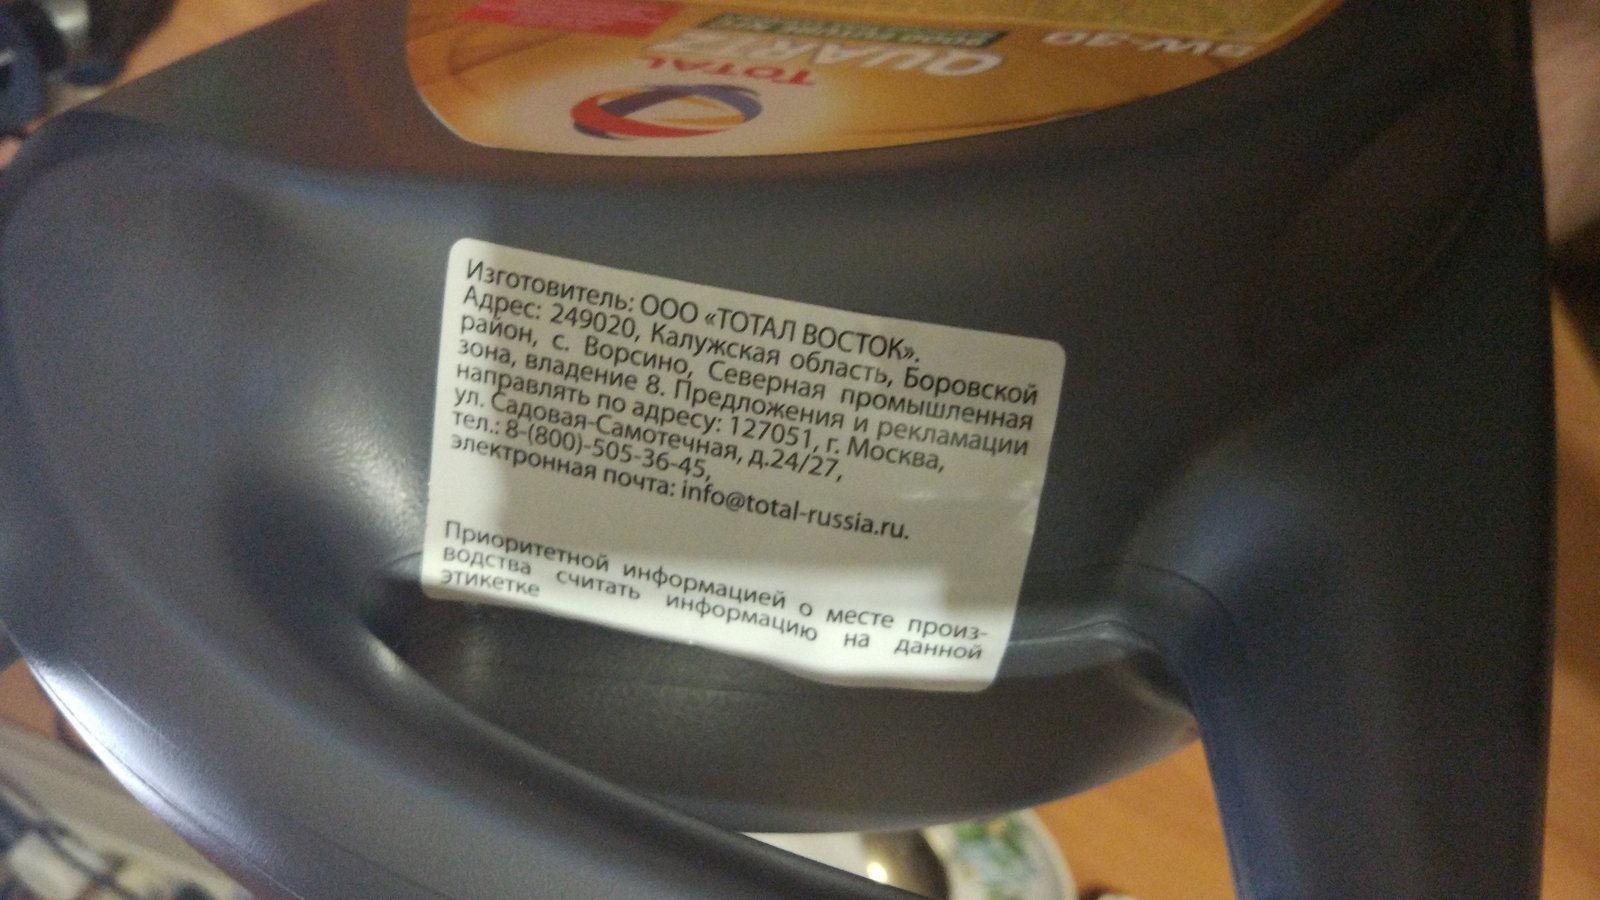 5W-30
QUARTZ
TOTAL
Изготовитель: ООО «ТОТАЛ ВОСТОК».
Адрес: 249020, Калужская область, Боровской
район, с. Ворсино, Северная промышленная
зона, владение 8. Предложения и рекламации
направлять по адресу: 127051, г. Москва,
ул. Садовая-Самотечная, д.24/27,
тел.: 8-(800)-505-36-45,
электронная почта: info@total-russia.ru.
Приоритетной информацией о месте произ-
водства считать информацию на данной
этикетке